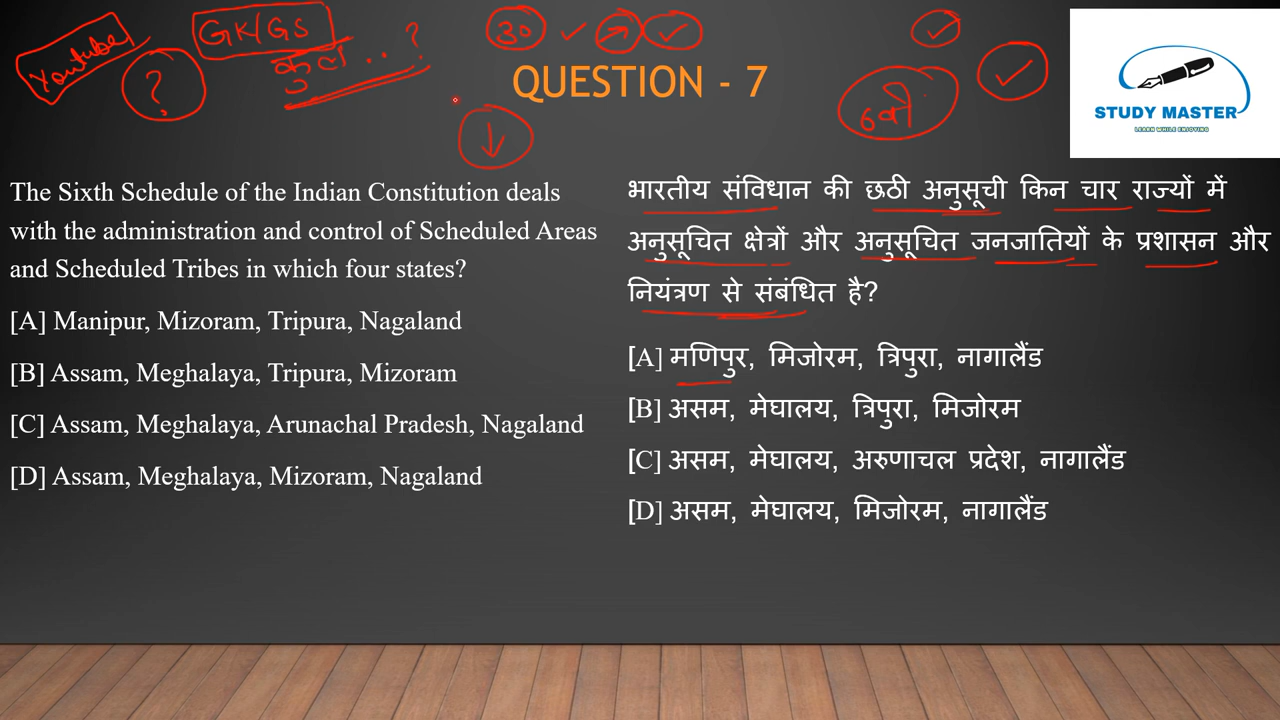 Youtube
?
GK/GS
कुल ..?
30
6वी
QUESTION - 7
STUDY MASTER
LEARN WHILE ENJOYING
The Sixth Schedule of the Indian Constitution deals
with the administration and control of Scheduled Areas
and Scheduled Tribes in which four states?
[A] Manipur, Mizoram, Tripura, Nagaland
[B] Assam, Meghalaya, Tripura, Mizoram
[C] Assam, Meghalaya, Arunachal Pradesh, Nagaland
[D] Assam, Meghalaya, Mizoram, Nagaland
भारतीय संविधान की छठी अनुसूची किन चार राज्यों में
अनुसूचित क्षेत्रों और अनुसूचित जनजातियों के प्रशासन और
नियंत्रण से संबंधित है?
[A] मणिपुर, मिजोरम, त्रिपुरा, नागालैंड
[B] असम, मेघालय, त्रिपुरा, मिजोरम
[C] असम, मेघालय, अरुणाचल प्रदेश, नागालैंड
[D] असम, मेघालय, मिजोरम, नागालैंड